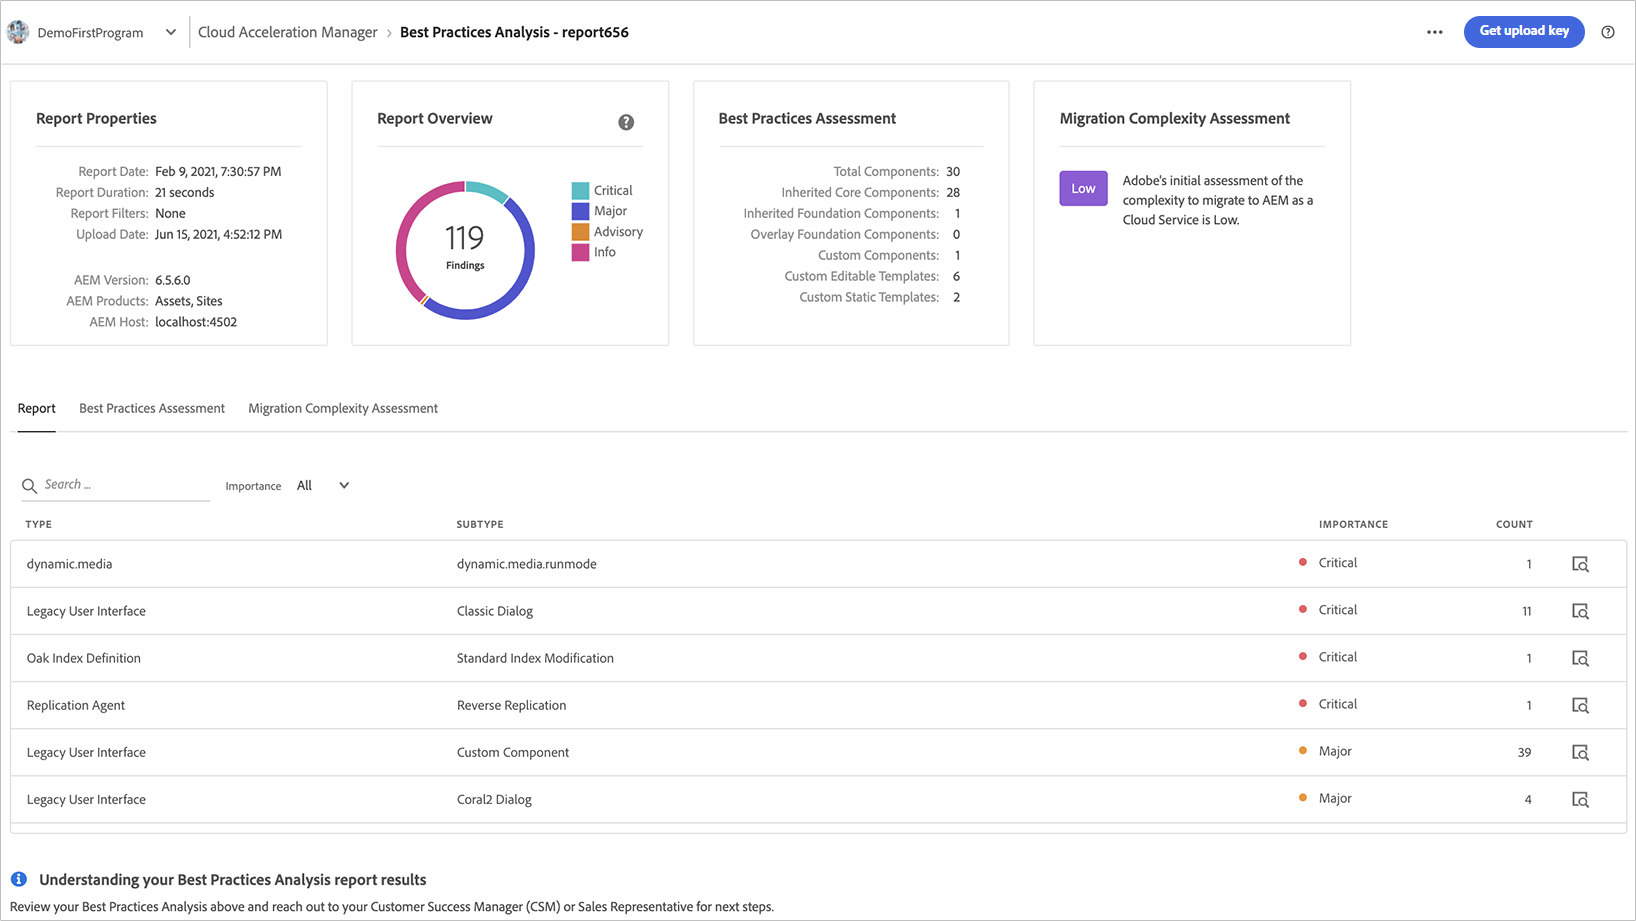 DemoFirstProgram
Cloud Acceleration Manager › Best Practices Analysis - report656
Get upload key
Report Properties
Report Date: Feb 9, 2021, 7:30:57 PM
Report Duration: 21 seconds
Report Filters: None
Upload Date: Jun 15, 2021, 4:52:12 PM
AEM Version: 6.5.6.0
AEM Products: Assets, Sites
AEM Host: localhost:4502
Report Overview
119
Findings
Critical
Major
Advisory
Info
Best Practices Assessment
Total Components: 30
Inherited Core Components: 28
Inherited Foundation Components: 1
Overlay Foundation Components: 0
Custom Components: 1
Custom Editable Templates: 6
Custom Static Templates: 2
Migration Complexity Assessment
Low
Adobe's initial assessment of the
complexity to migrate to AEM as a
Cloud Service is Low.
Report Best Practices Assessment Migration Complexity Assessment
Search ... Importance All
TYPE SUBTYPE IMPORTANCE COUNT
dynamic.media dynamic.media.runmode Critical 1
Legacy User Interface Classic Dialog Critical 11
Oak Index Definition Standard Index Modification Critical 1
Replication Agent Reverse Replication Critical 1
Legacy User Interface Custom Component Major 39
Legacy User Interface Coral2 Dialog Major 4
Understanding your Best Practices Analysis report results
Review your Best Practices Analysis above and reach out to your Customer Success Manager (CSM) or Sales Representative for next steps.